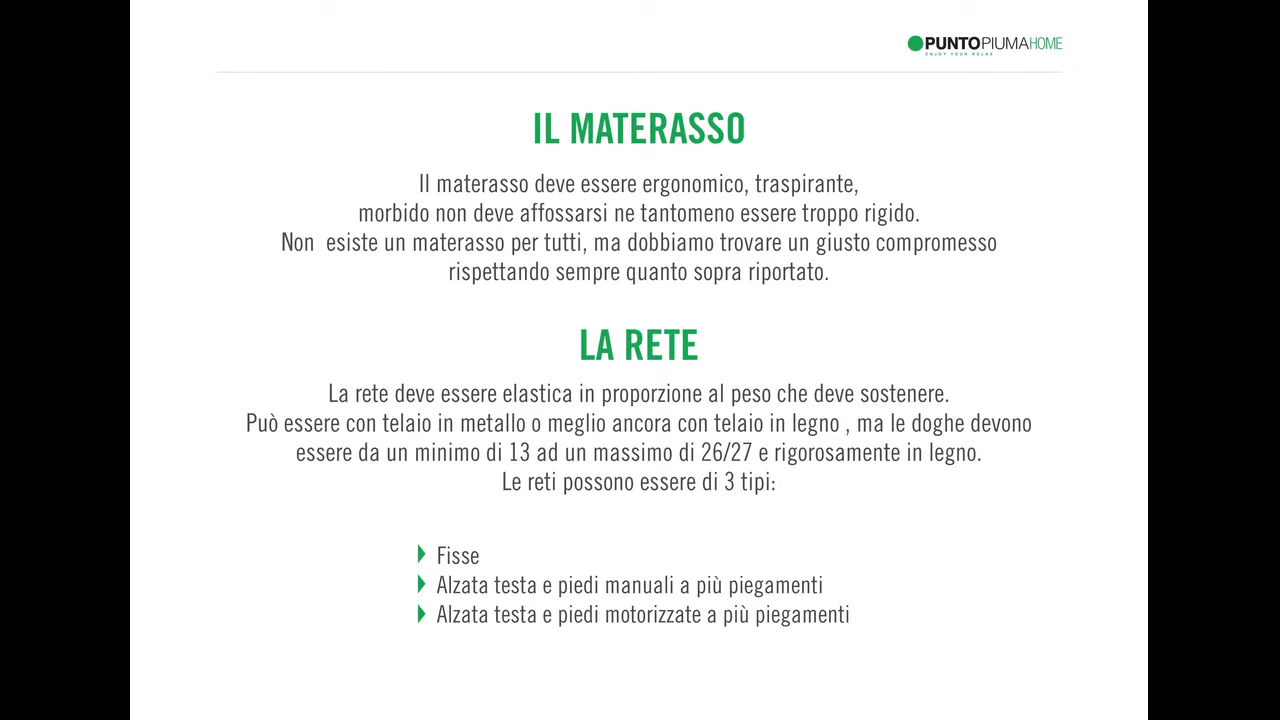 PUNTOPIUMAHOME
ENJOY YOUR RELAX
IL MATERASSO
Il materasso deve essere ergonomico, traspirante,
morbido non deve affossarsi ne tantomeno essere troppo rigido.
Non  esiste un materasso per tutti, ma dobbiamo trovare un giusto compromesso
rispettando sempre quanto sopra riportato.
LA RETE
La rete deve essere elastica in proporzione al peso che deve sostenere.
Può essere con telaio in metallo o meglio ancora con telaio in legno , ma le doghe devono
essere da un minimo di 13 ad un massimo di 26/27 e rigorosamente in legno.
Le reti possono essere di 3 tipi:
Fisse
Alzata testa e piedi manuali a più piegamenti
Alzata testa e piedi motorizzate a più piegamenti